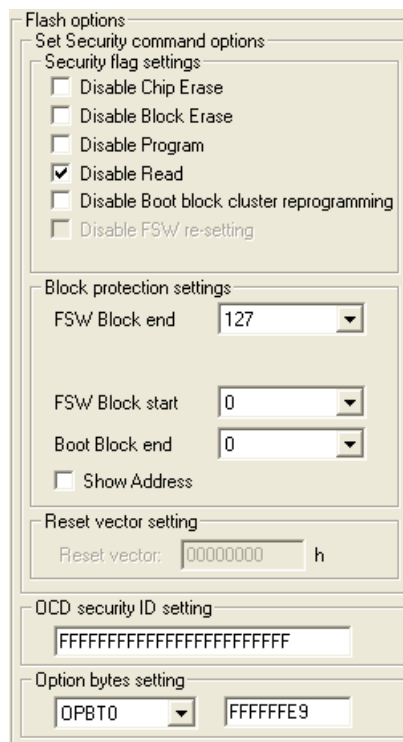 Flash options
Set Security command options
Security flag settings
Disable Chip Erase
Disable Block Erase
Disable Program
Disable Read
Disable Boot block cluster reprogramming
Disable FSW re-setting
Block protection settings
FSW Block end 127
FSW Block start 0
Boot Block end 0
Show Address
Reset vector setting
Reset vector: 00000000 h
OCD security ID setting
FFFFFFFFFFFFFFFFFFFFFFFF
Option bytes setting
OPBT0 FFFFFFE9